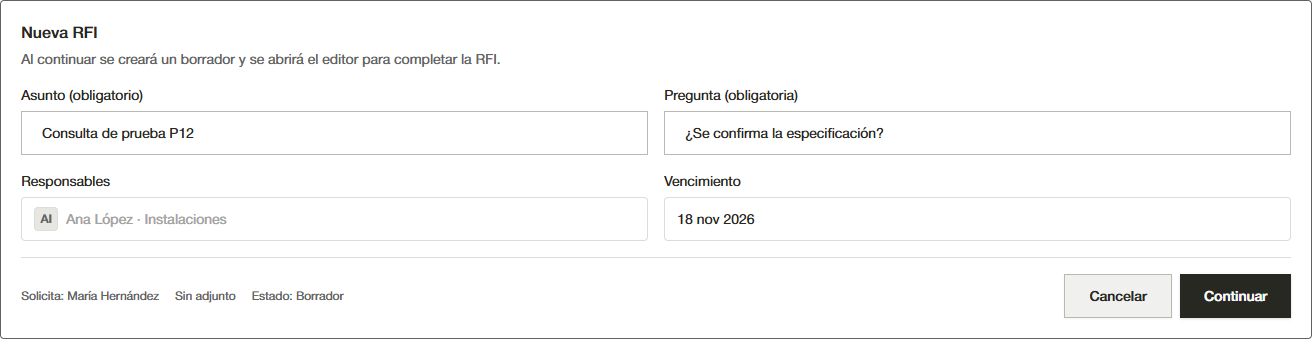 Nueva RFI
Al continuar se creará un borrador y se abrirá el editor para completar la RFI.
Asunto (obligatorio)
Pregunta (obligatoria)
Consulta de prueba P12
¿Se confirma la especificación?
Responsables
Vencimiento
AI Ana López · Instalaciones
18 nov 2026
Solicita: María Hernández Sin adjunto Estado: Borrador
Cancelar
Continuar